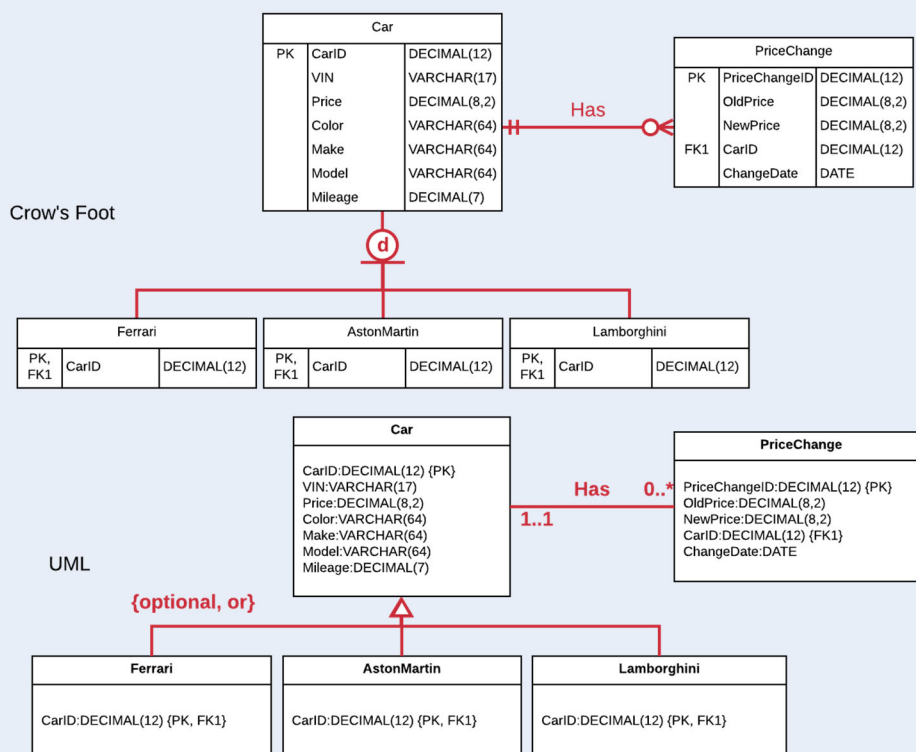 Car
PK CarID DECIMAL(12)
VIN VARCHAR(17)
Price DECIMAL(8,2)
Color VARCHAR(64)
Make VARCHAR(64)
Model VARCHAR(64)
Mileage DECIMAL(7)
Has
PriceChange
PK PriceChangeID DECIMAL(12)
OldPrice DECIMAL(8,2)
NewPrice DECIMAL(8,2)
FK1 CarID DECIMAL(12)
ChangeDate DATE
Crow's Foot
d
Ferrari
PK, FK1 CarID DECIMAL(12)
AstonMartin
PK, FK1 CarID DECIMAL(12)
Lamborghini
PK, FK1 CarID DECIMAL(12)
Car
CarID:DECIMAL(12) {PK}
VIN:VARCHAR(17)
Price:DECIMAL(8,2)
Color:VARCHAR(64)
Make:VARCHAR(64)
Model:VARCHAR(64)
Mileage:DECIMAL(7)
Has 0..*
1..1
PriceChange
PriceChangeID:DECIMAL(12) {PK}
OldPrice:DECIMAL(8,2)
NewPrice:DECIMAL(8,2)
CarID:DECIMAL(12) {FK1}
ChangeDate:DATE
UML
{optional, or}
Ferrari
CarID:DECIMAL(12) {PK, FK1}
AstonMartin
CarID:DECIMAL(12) {PK, FK1}
Lamborghini
CarID:DECIMAL(12) {PK, FK1}